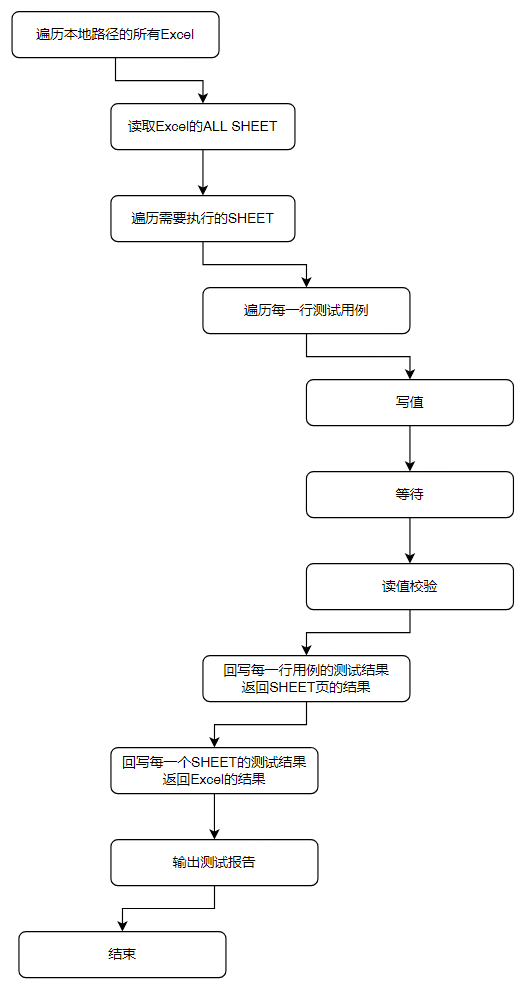 遍历本地路径的所有Excel
读取Excel的ALL SHEET
遍历需要执行的SHEET
遍历每一行测试用例
写值
等待
读值校验
回写每一行用例的测试结果
返回SHEET页的结果
回写每一个SHEET的测试结果
返回Excel的结果
输出测试报告
结束